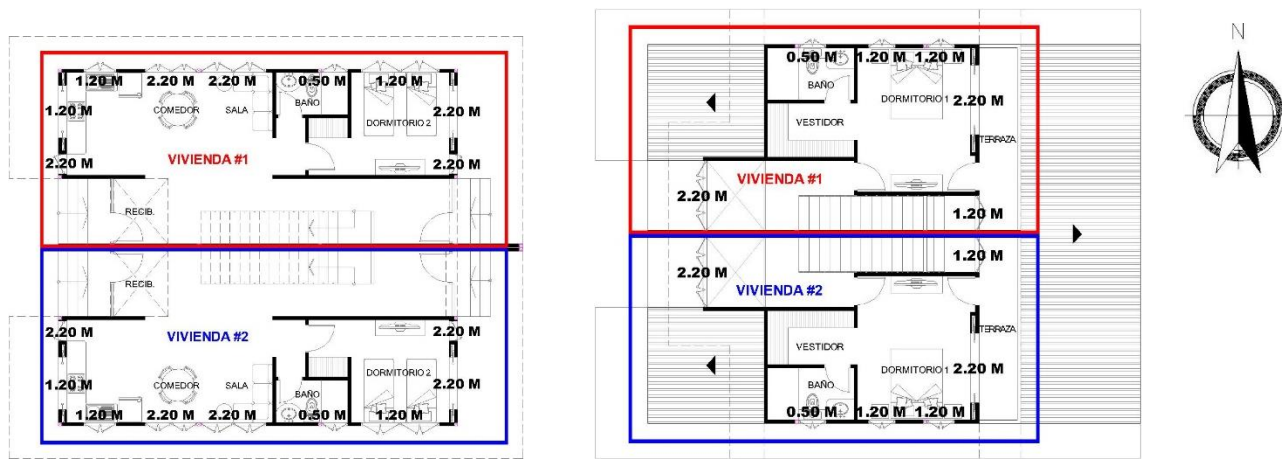 1.20 M 2.20 M 2.20 M 0.50 M 1.20 M
1.20 M COMEDOR SALA BAÑO DORMITORIO 2 2.20 M
2.20 M VIVIENDA #1 2.20 M
RECIB.
RECIB.
2.20 M VIVIENDA #2 2.20 M
1.20 M COMEDOR SALA BAÑO DORMITORIO 2 2.20 M
1.20 M 2.20 M 2.20 M 0.50 M 1.20 M
0.50 M 1.20 M 1.20 M
BAÑO DORMITORIO 1 2.20 M
VESTIDOR TERRAZA
VIVIENDA #1
2.20 M 1.20 M
2.20 M 1.20 M
VIVIENDA #2
VESTIDOR TERRAZA
BAÑO DORMITORIO 1 2.20 M
0.50 M 1.20 M 1.20 M
N